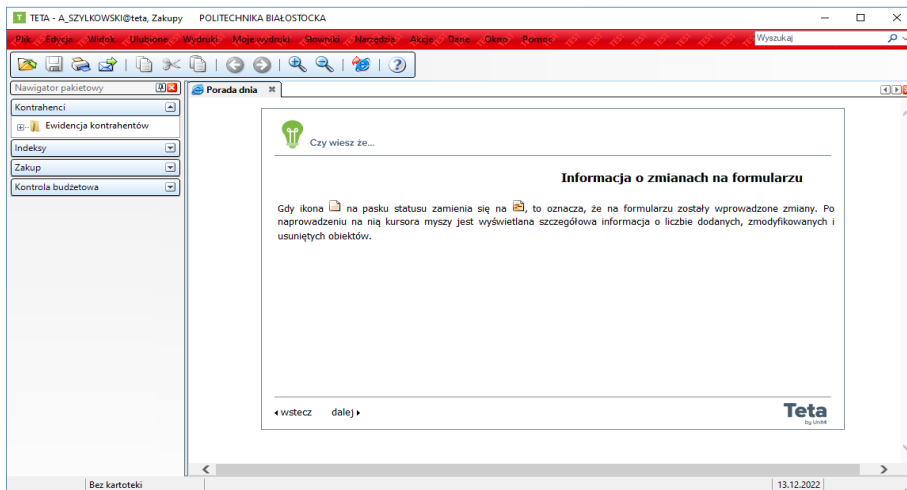 TETA - A_SZYLKOWSKI@teta, Zakupy POLITECHNIKA BIAŁOSTOCKA
Plik Edycja Widok Ulubione Wydruki Moje wydruki Słowniki Narzędzia Akcje Dane Okno Pomoc Wyszukaj
Nawigator pakietowy
Porada dnia
Kontrahenci
Ewidencja kontrahentów
Indeksy
Zakup
Kontrola budżetowa
Czy wiesz że...
Informacja o zmianach na formularzu
Gdy ikona na pasku statusu zamienia się na , to oznacza, że na formularzu zostały wprowadzone zmiany. Po
naprowadzeniu na nią kursora myszy jest wyświetlana szczegółowa informacja o liczbie dodanych, zmodyfikowanych i
usuniętych obiektów.
wstecz dalej
Teta
by Unit4
Bez kartoteki 13.12.2022